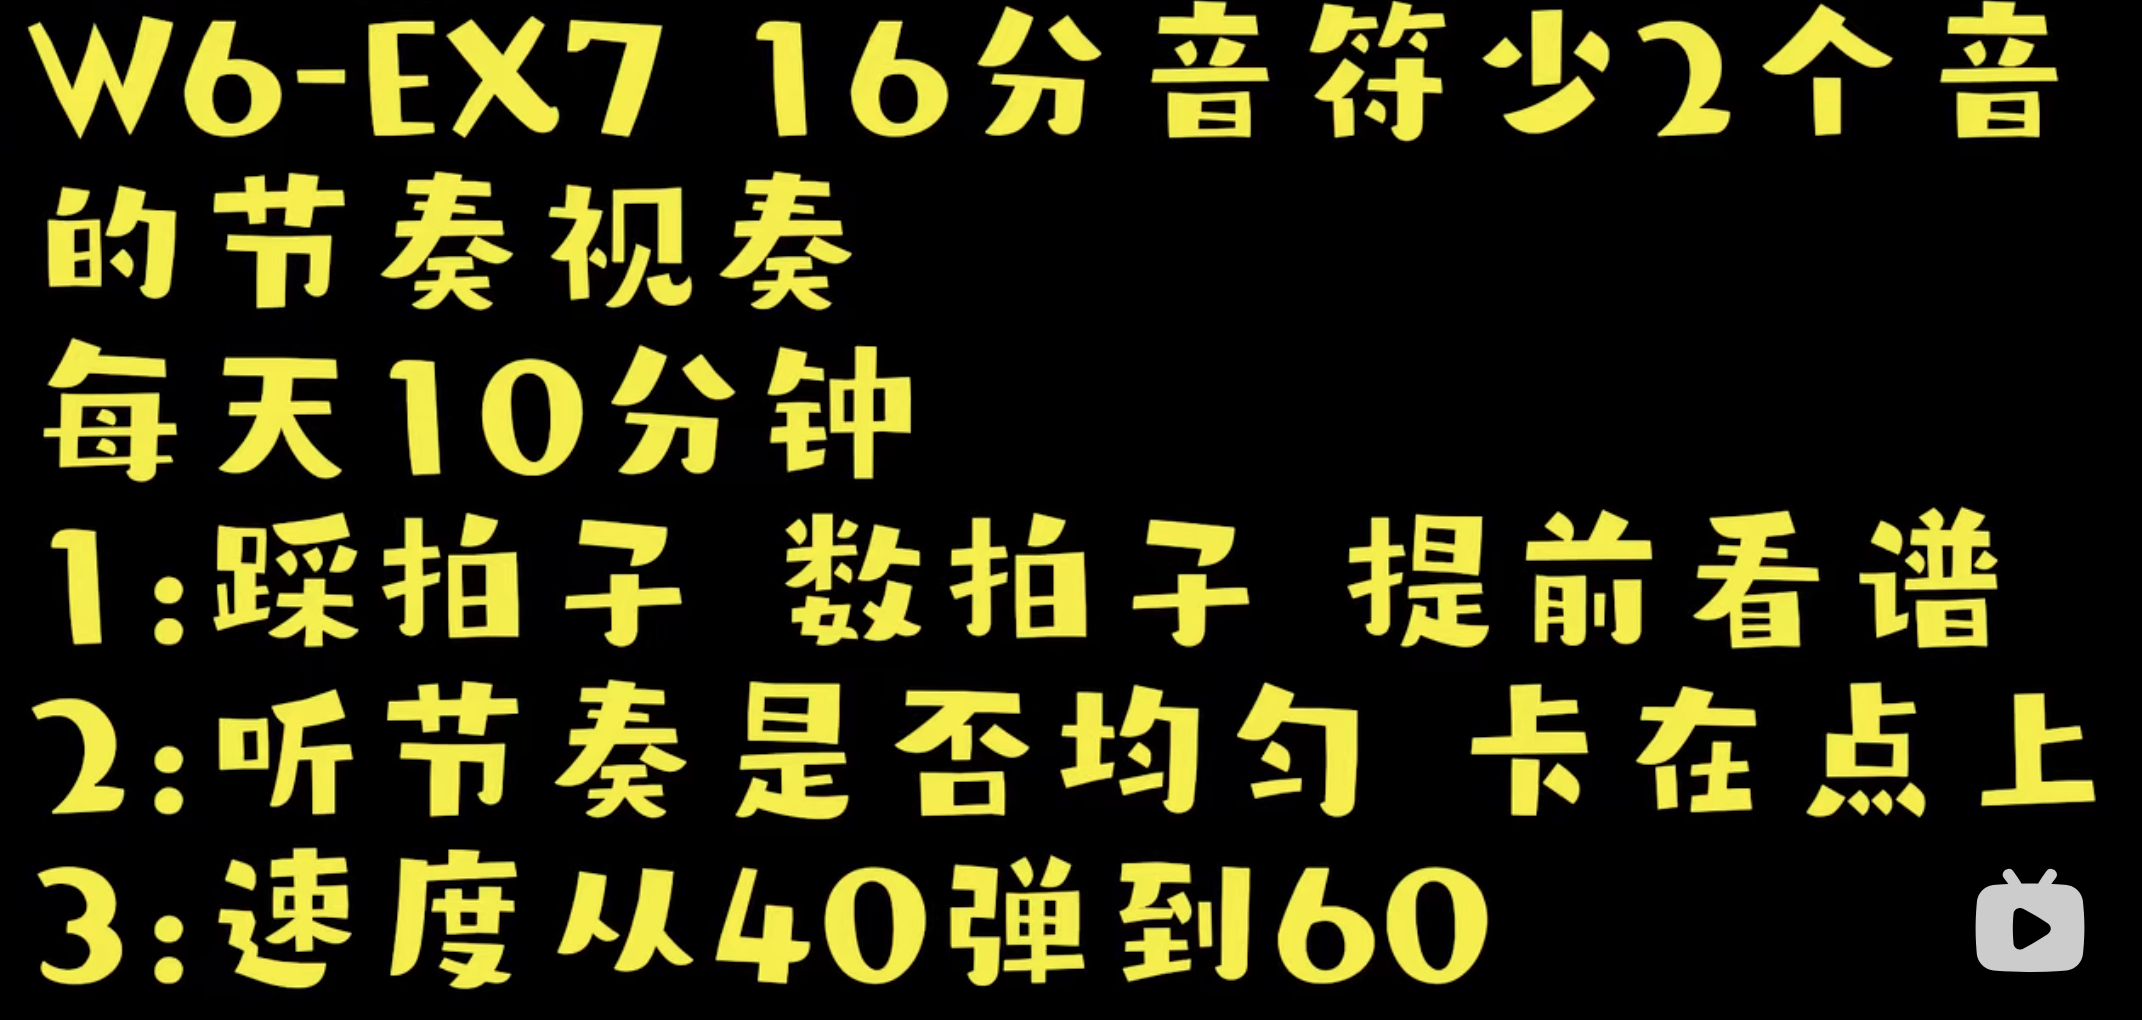 W6-EX7 16分音符少2个音
的节奏视奏
每天10分钟
1:踩拍子 数拍子 提前看谱
2:听节奏是否均匀 卡在点上
3:速度从40弹到60